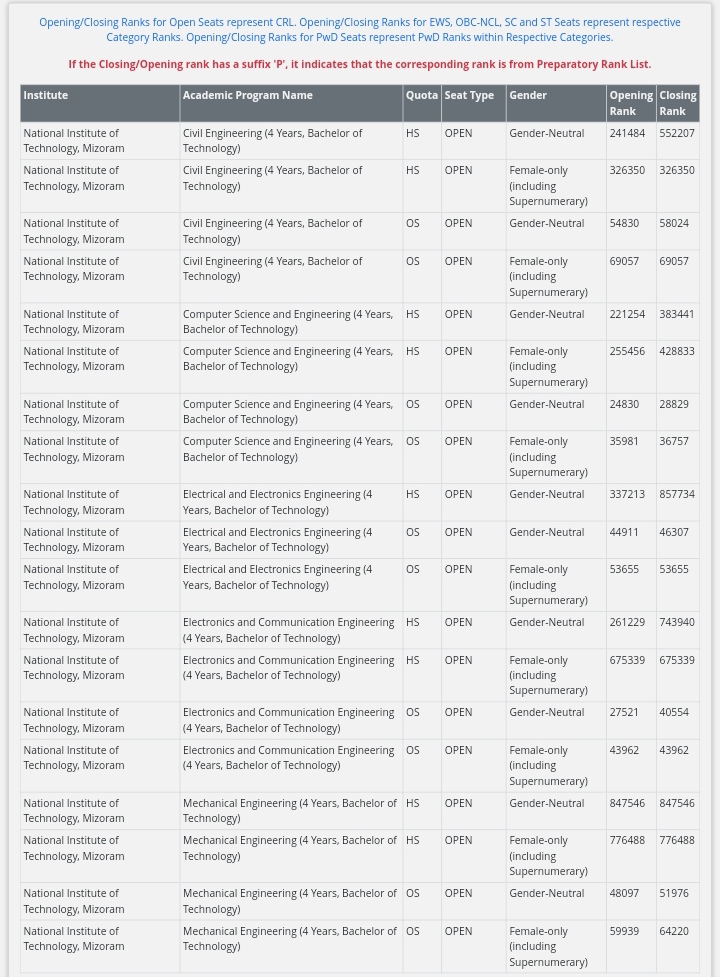 Opening/Closing Ranks for Open Seats represent CRL. Opening/Closing Ranks for EWS, OBC-NCL, SC and ST Seats represent respective
Category Ranks. Opening/Closing Ranks for PwD Seats represent PwD Ranks within Respective Categories.
If the Closing/Opening rank has a suffix 'P', it indicates that the corresponding rank is from Preparatory Rank List.
Institute Academic Program Name Quota Seat Type Gender Opening Closing
Rank Rank
National Institute of Civil Engineering (4 Years, Bachelor of HS OPEN Gender-Neutral 241484 552207
Technology, Mizoram Technology)
National Institute of Civil Engineering (4 Years, Bachelor of HS OPEN Female-only 326350 326350
Technology, Mizoram Technology) (including
Supernumerary)
National Institute of Civil Engineering (4 Years, Bachelor of OS OPEN Gender-Neutral 54830 58024
Technology, Mizoram Technology)
National Institute of Civil Engineering (4 Years, Bachelor of OS OPEN Female-only 69057 69057
Technology, Mizoram Technology) (including
Supernumerary)
National Institute of Computer Science and Engineering (4 Years, HS OPEN Gender-Neutral 221254 383441
Technology, Mizoram Bachelor of Technology)
National Institute of Computer Science and Engineering (4 Years, HS OPEN Female-only 255456 428833
Technology, Mizoram Bachelor of Technology) (including
Supernumerary)
National Institute of Computer Science and Engineering (4 Years, OS OPEN Gender-Neutral 24830 28829
Technology, Mizoram Bachelor of Technology)
National Institute of Computer Science and Engineering (4 Years, OS OPEN Female-only 35981 36757
Technology, Mizoram Bachelor of Technology) (including
Supernumerary)
National Institute of Electrical and Electronics Engineering (4 HS OPEN Gender-Neutral 337213 857734
Technology, Mizoram Years, Bachelor of Technology)
National Institute of Electrical and Electronics Engineering (4 OS OPEN Gender-Neutral 44911 46307
Technology, Mizoram Years, Bachelor of Technology)
National Institute of Electrical and Electronics Engineering (4 OS OPEN Female-only 53655 53655
Technology, Mizoram Years, Bachelor of Technology) (including
Supernumerary)
National Institute of Electronics and Communication Engineering HS OPEN Gender-Neutral 261229 743940
Technology, Mizoram (4 Years, Bachelor of Technology)
National Institute of Electronics and Communication Engineering HS OPEN Female-only 675339 675339
Technology, Mizoram (4 Years, Bachelor of Technology) (including
Supernumerary)
National Institute of Electronics and Communication Engineering OS OPEN Gender-Neutral 27521 40554
Technology, Mizoram (4 Years, Bachelor of Technology)
National Institute of Electronics and Communication Engineering OS OPEN Female-only 43962 43962
Technology, Mizoram (4 Years, Bachelor of Technology) (including
Supernumerary)
National Institute of Mechanical Engineering (4 Years, Bachelor of HS OPEN Gender-Neutral 847546 847546
Technology, Mizoram Technology)
National Institute of Mechanical Engineering (4 Years, Bachelor of HS OPEN Female-only 776488 776488
Technology, Mizoram Technology) (including
Supernumerary)
National Institute of Mechanical Engineering (4 Years, Bachelor of OS OPEN Gender-Neutral 48097 51976
Technology, Mizoram Technology)
National Institute of Mechanical Engineering (4 Years, Bachelor of OS OPEN Female-only 59939 64220
Technology, Mizoram Technology) (including
Supernumerary)